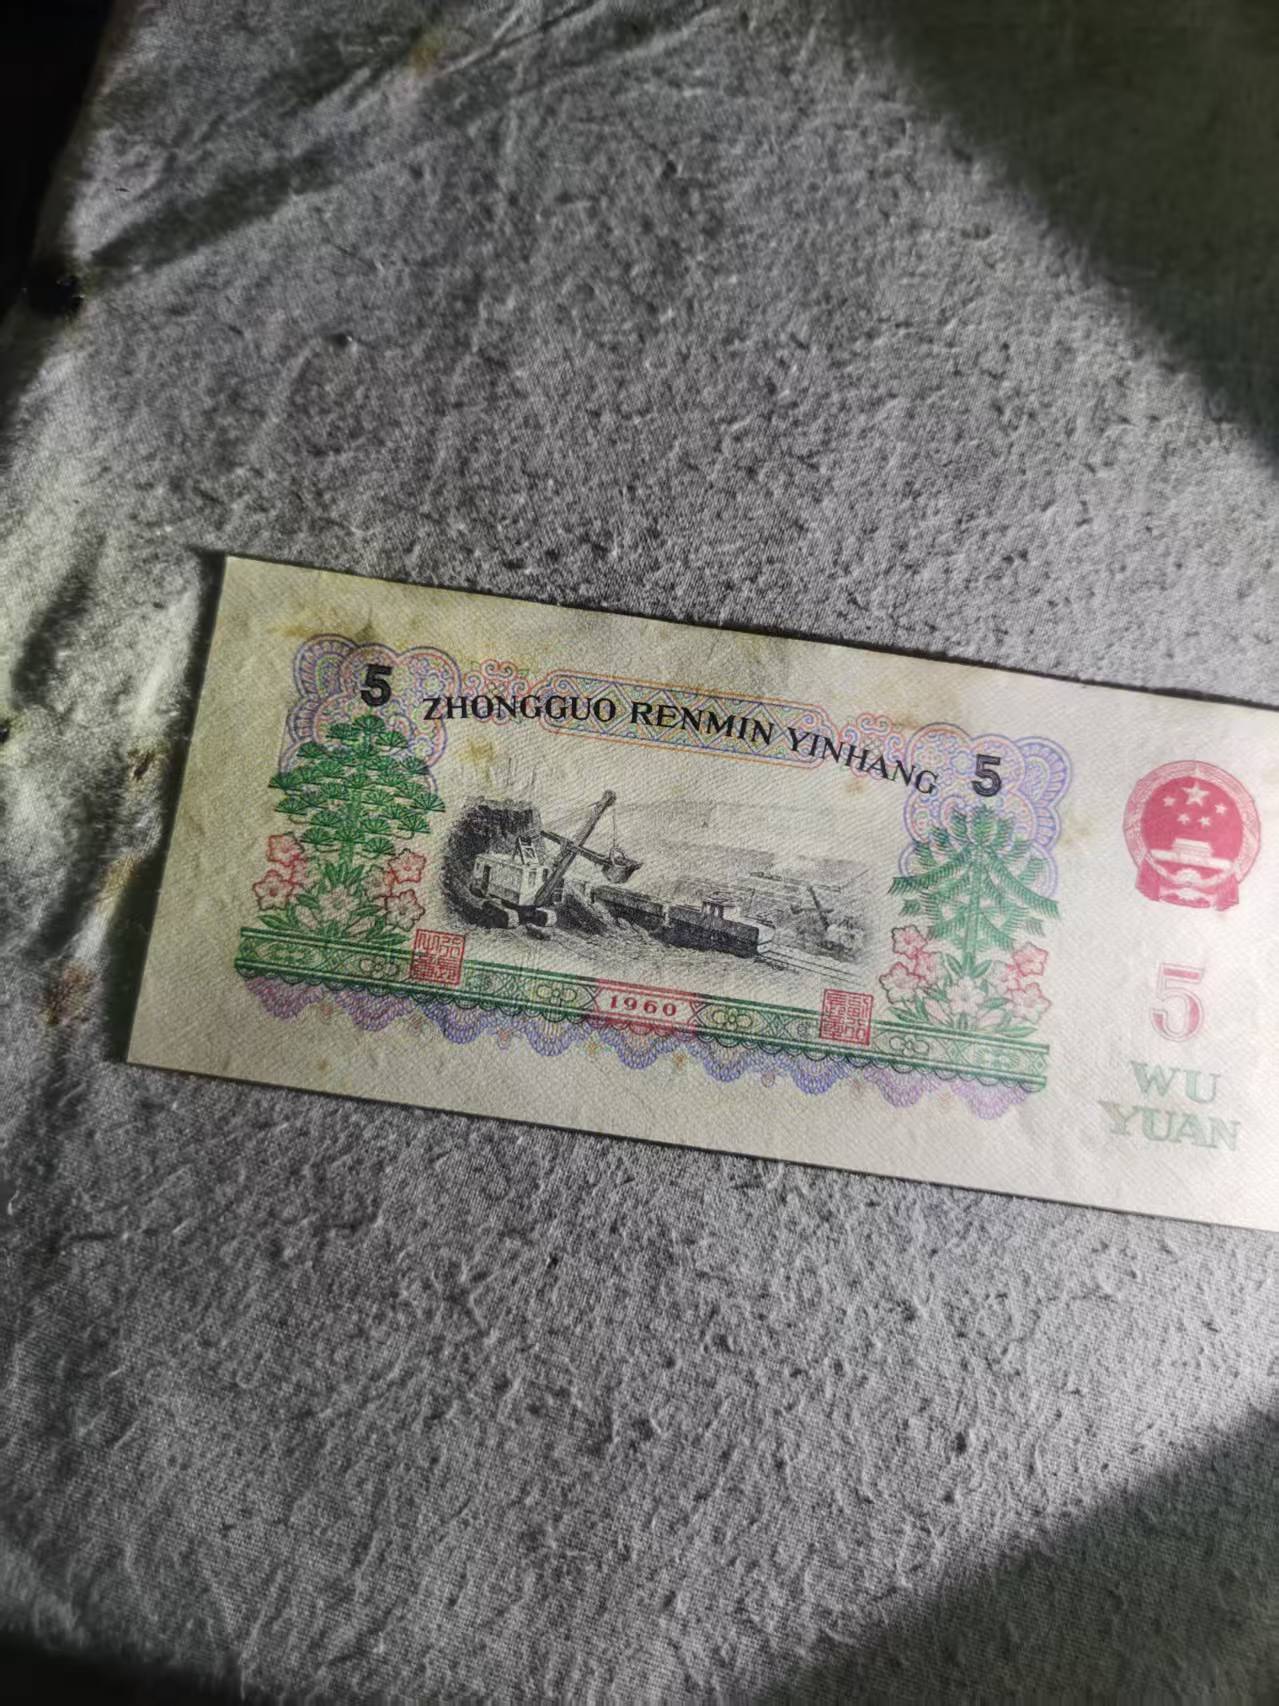 5 ZHONGGUO RENMIN YINHANG 5
1960
5
WU
YUAN